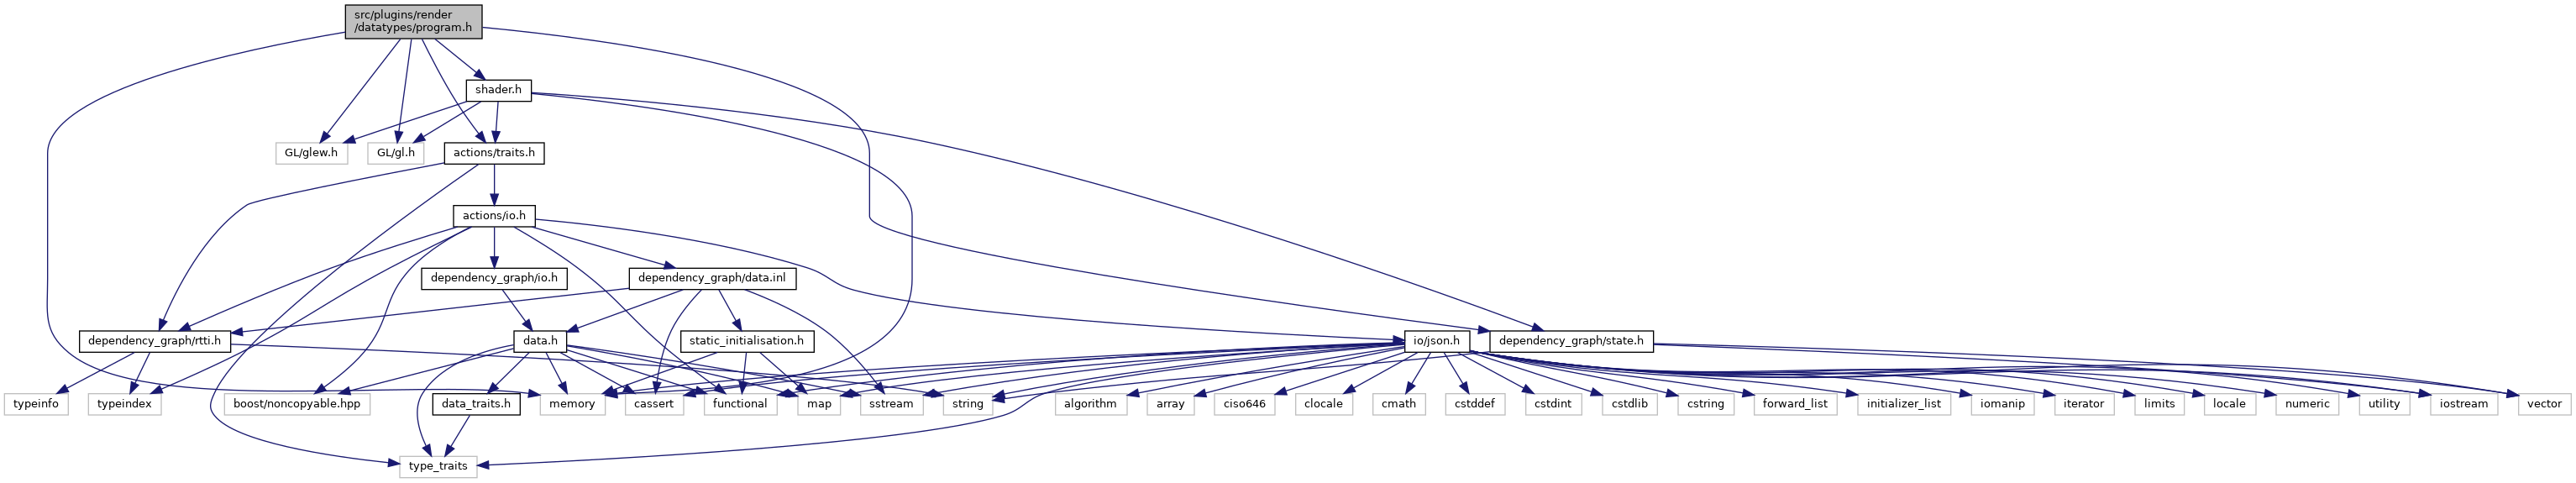 src/plugins/render
/datatypes/program.h
shader.h
GL/glew.h
GL/gl.h
actions/traits.h
actions/io.h
dependency_graph/io.h
dependency_graph/data.inl
dependency_graph/rtti.h
data.h
static_initialisation.h
io/json.h
dependency_graph/state.h
typeinfo
typeindex
boost/noncopyable.hpp
data_traits.h
memory
cassert
functional
map
sstream
string
algorithm
array
ciso646
clocale
cmath
cstddef
cstdint
cstdlib
cstring
forward_list
initializer_list
iomanip
iterator
limits
locale
numeric
utility
iostream
vector
type_traits